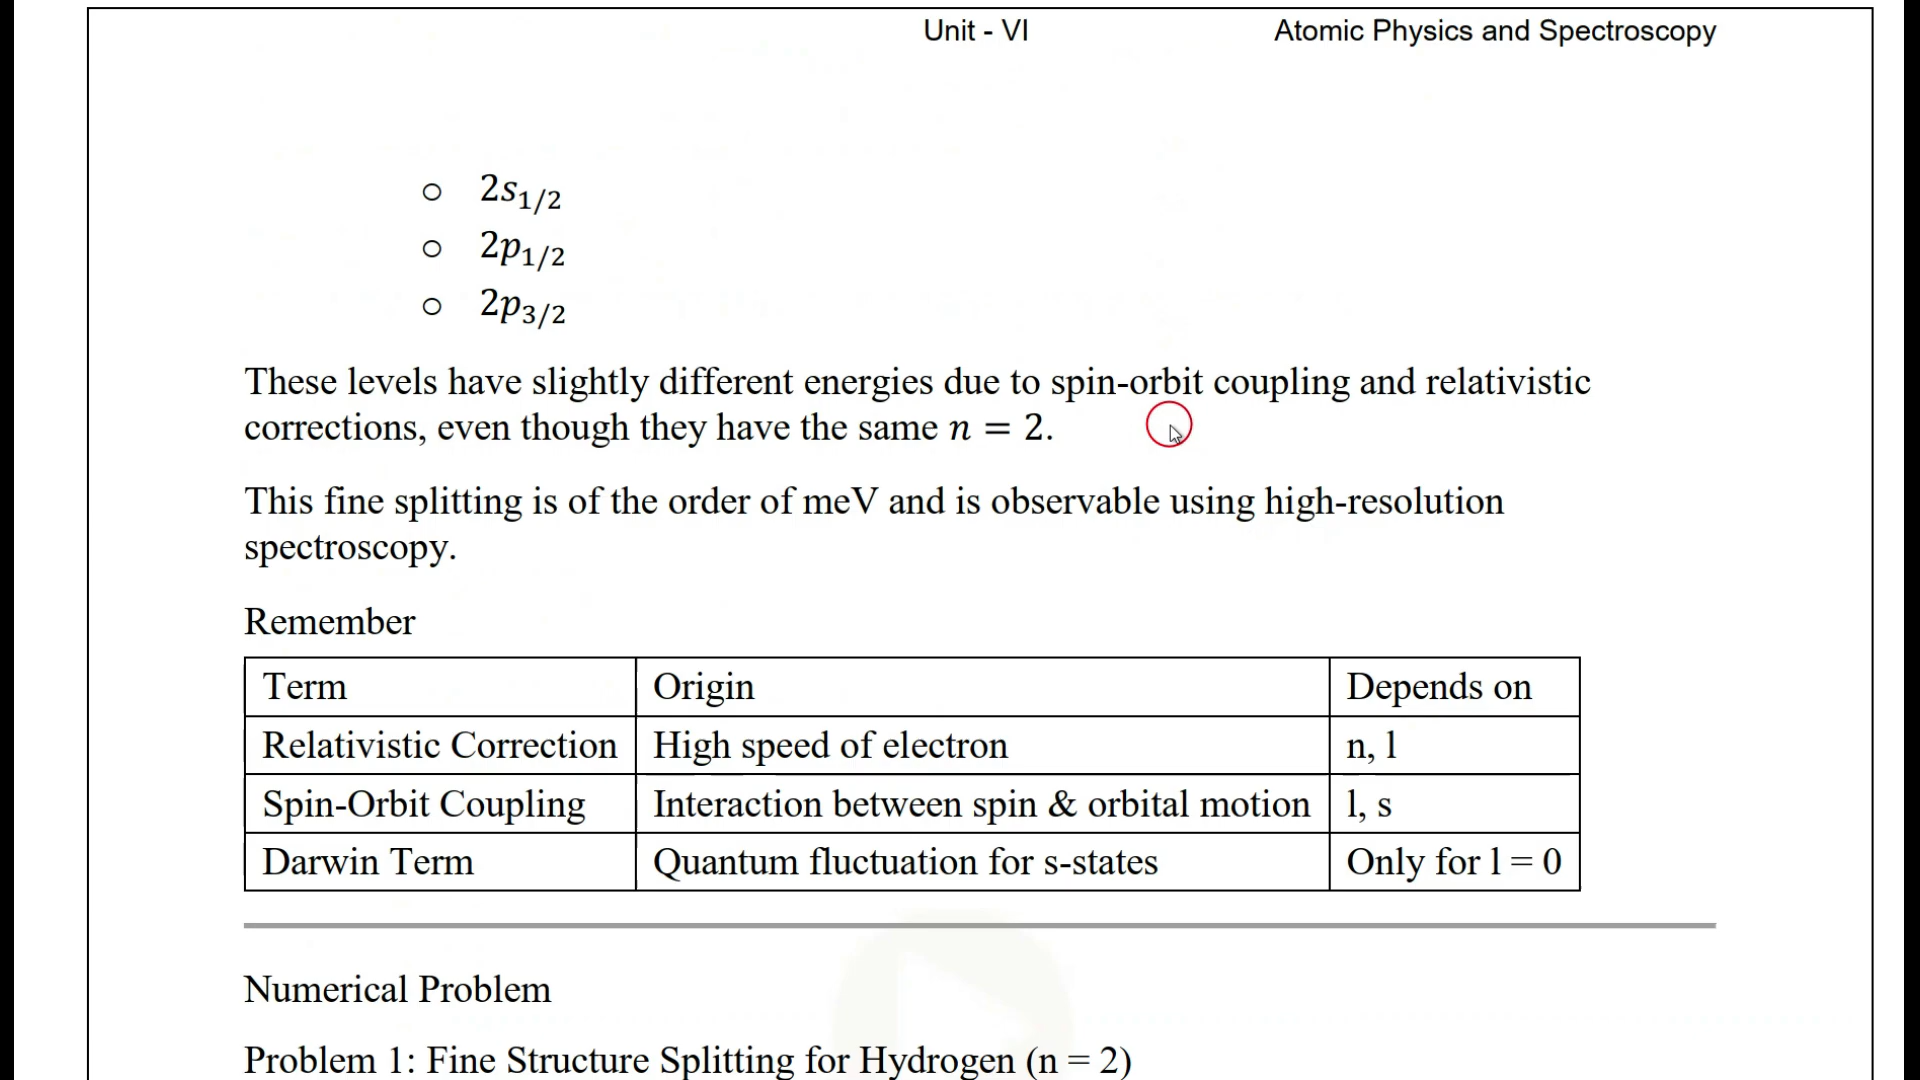 Unit - VI Atomic Physics and Spectroscopy
○ 2s1/2
○ 2p1/2
○ 2p3/2
These levels have slightly different energies due to spin-orbit coupling and relativistic
corrections, even though they have the same n = 2.
This fine splitting is of the order of meV and is observable using high-resolution
spectroscopy.
Remember
Term Origin Depends on
Relativistic Correction High speed of electron n, l
Spin-Orbit Coupling Interaction between spin & orbital motion l, s
Darwin Term Quantum fluctuation for s-states Only for l = 0
Numerical Problem
Problem 1: Fine Structure Splitting for Hydrogen (n = 2)